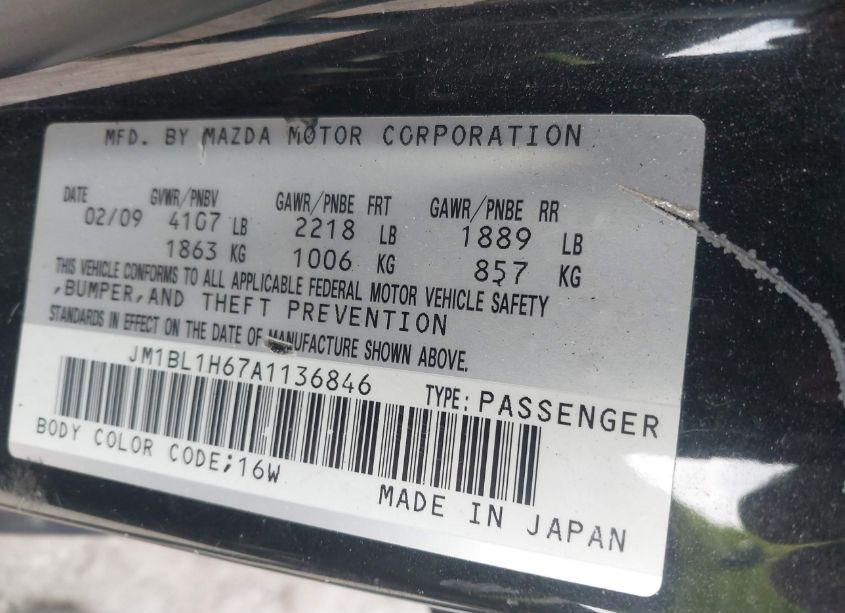 MFD. BY MAZDA MOTOR CORPORATION
DATE GVWR/PNBV GAWR/PNBE FRT GAWR/PNBE RR
02/09 4107 LB 2218 LB 1889 LB
1863 KG 1006 KG 857 KG
THIS VEHICLE CONFORMS TO ALL APPLICABLE FEDERAL MOTOR VEHICLE SAFETY
,BUMPER,AND THEFT PREVENTION
STANDARDS IN EFFECT ON THE DATE OF MANUFACTURE SHOWN ABOVE.
JM1BL1H67A1136846 TYPE: PASSENGER
BODY COLOR CODE;16W
MADE IN JAPAN